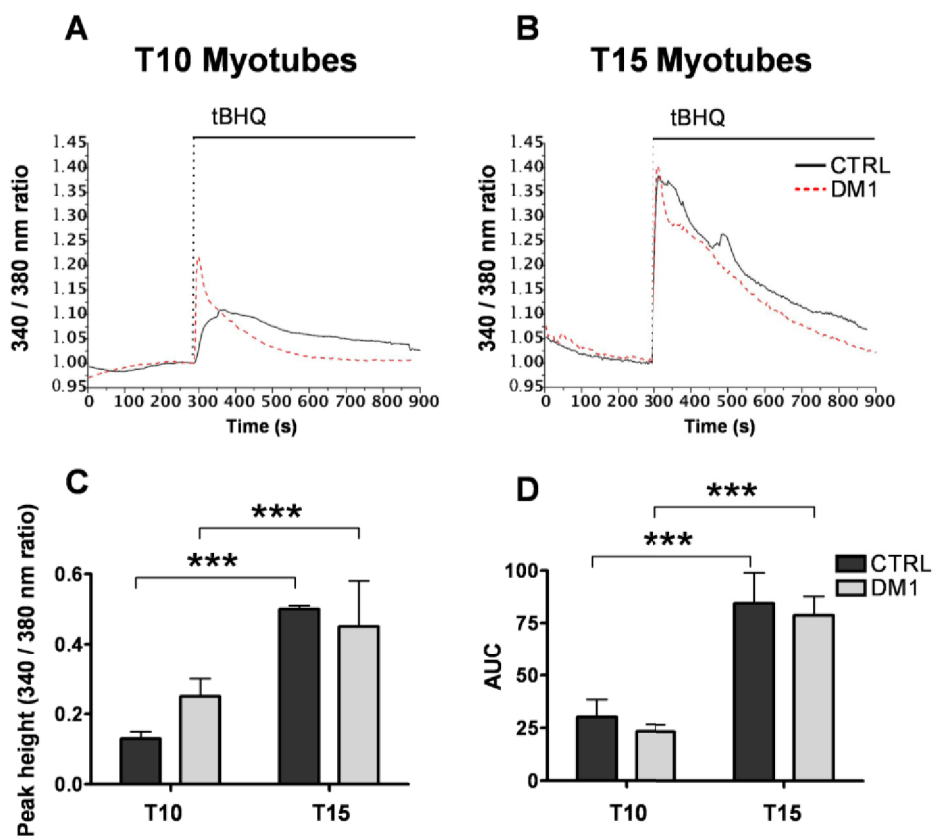 A
T10 Myotubes
tBHQ
340 / 380 nm ratio
1.45
1.40
1.35
1.30
1.25
1.20
1.15
1.10
1.05
1.00
0.95
0 100 200 300 400 500 600 700 800 900
Time (s)
B
T15 Myotubes
tBHQ
CTRL
DM1
340 / 380 nm ratio
1.45
1.40
1.35
1.30
1.25
1.20
1.15
1.10
1.05
1.00
0.95
0 100 200 300 400 500 600 700 800 900
Time (s)
C
***
***
Peak height (340 / 380 nm ratio)
0.6
0.4
0.2
0.0
T10 T15
D
***
***
CTRL
DM1
AUC
100
75
50
25
0
T10 T15